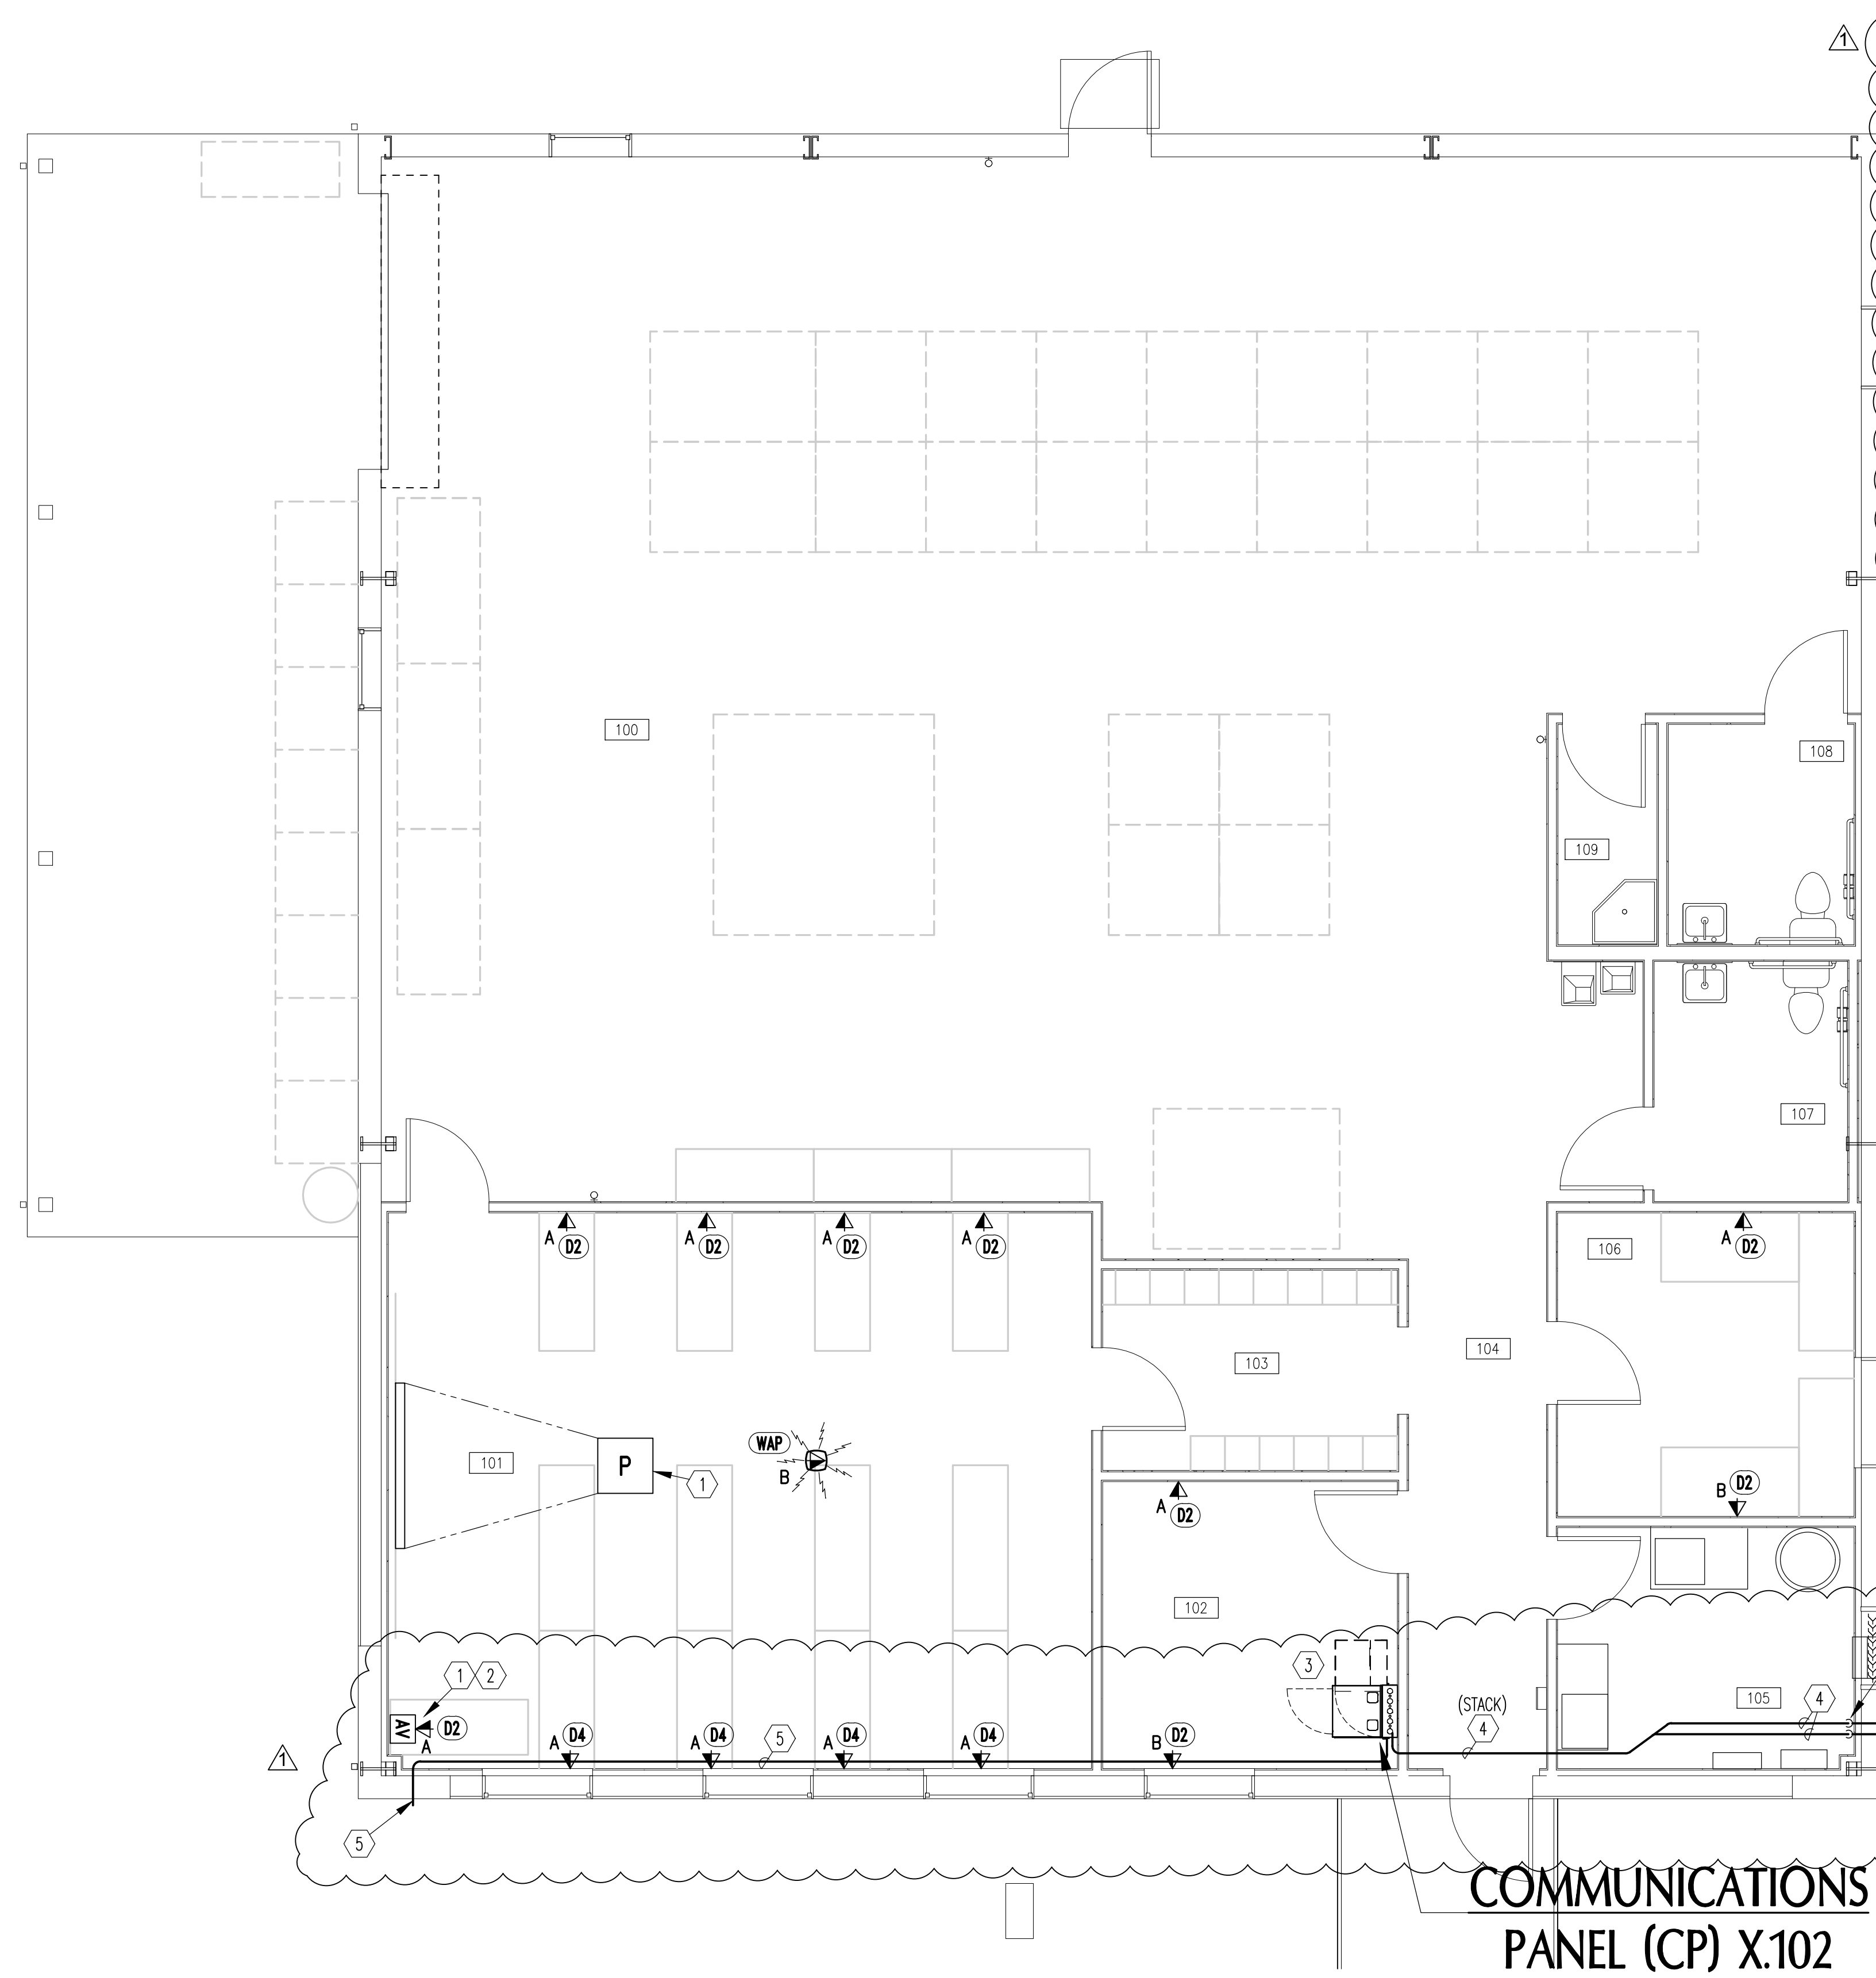 1
100
108
109
107
A D2
A D2
A D2
A D2
106
A D2
103
104
WAP
B
101
P
1
A D2
B D2
102
1 2
3
(STACK)
4
105
4
AV D2
A
A D4
A D4
5
A D4
A D4
B D2
1
5
COMMUNICATIONS
PANEL (CP) X.102